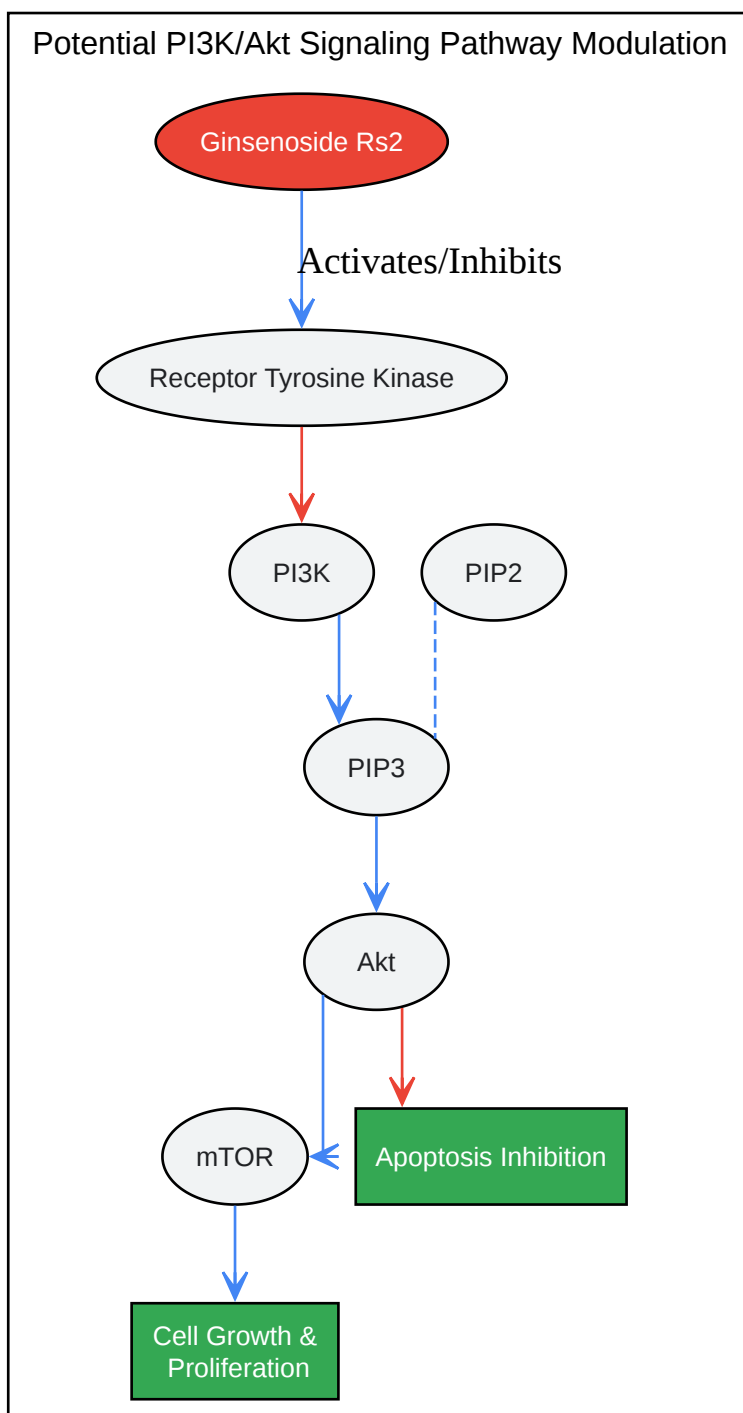 Potential PI3K/Akt Signaling Pathway Modulation
Ginsenoside Rs2
Activates/Inhibits
Receptor Tyrosine Kinase
PI3K
PIP2
PIP3
Akt
mTOR
Apoptosis Inhibition
Cell Growth &
Proliferation